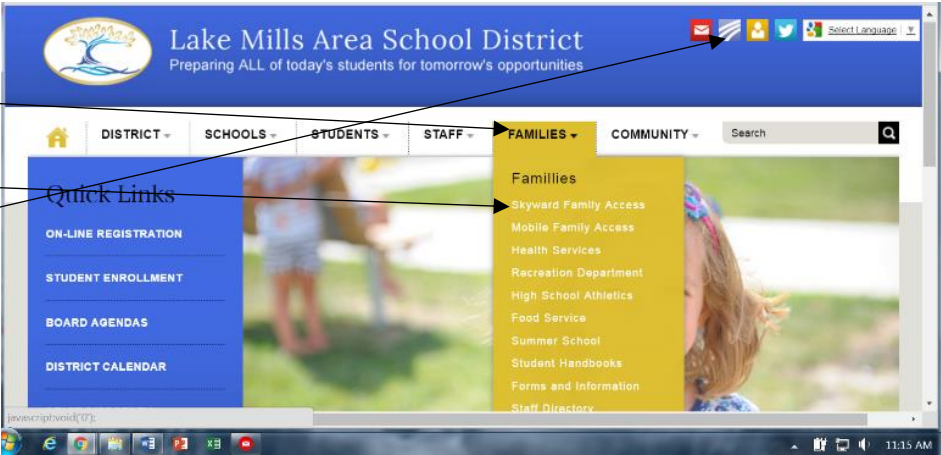 Lake Mills Area School District
Preparing ALL of today's students for tomorrow's opportunities
Select Language
DISTRICT
SCHOOLS
STUDENTS
STAFF
FAMILIES
COMMUNITY
Search
Quick Links
ON-LINE REGISTRATION
STUDENT ENROLLMENT
BOARD AGENDAS
DISTRICT CALENDAR
Famillies
Skyward Family Access
Mobile Family Access
Health Services
Recreation Department
High School Athletics
Food Service
Summer School
Student Handbooks
Forms and Information
Staff Directory
javascript:void('0');
11:15 AM